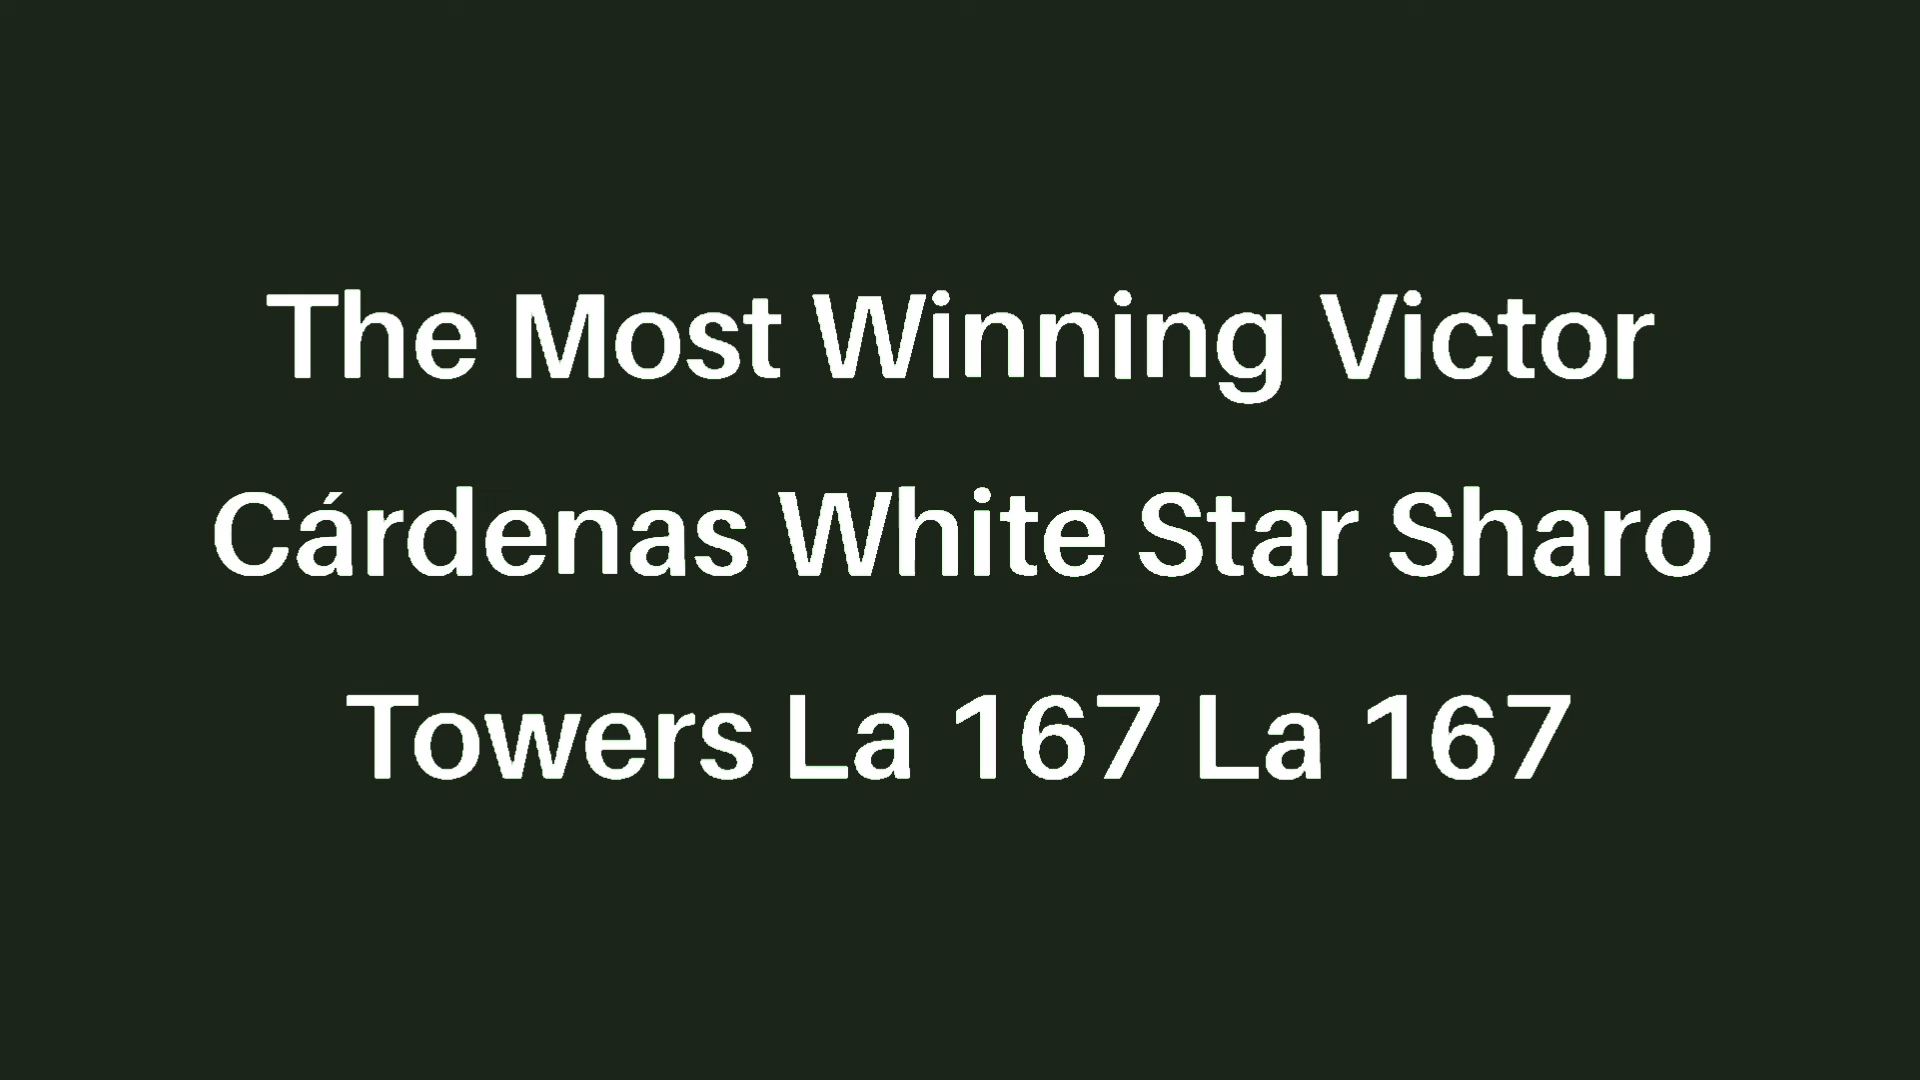 The Most Winning Victor
Cárdenas White Star Sharo
Towers La 167 La 167